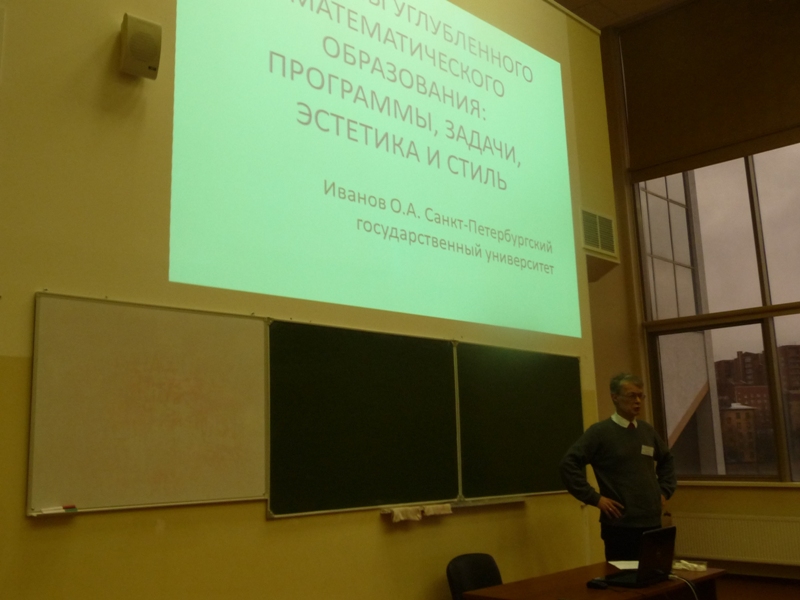 УГЛУБЛЕННОГО
МАТЕМАТИЧЕСКОГО
ОБРАЗОВАНИЯ:
ПРОГРАММЫ, ЗАДАЧИ,
ЭСТЕТИКА И СТИЛЬ
Иванов О.А. Санкт-Петербургский
государственный университет